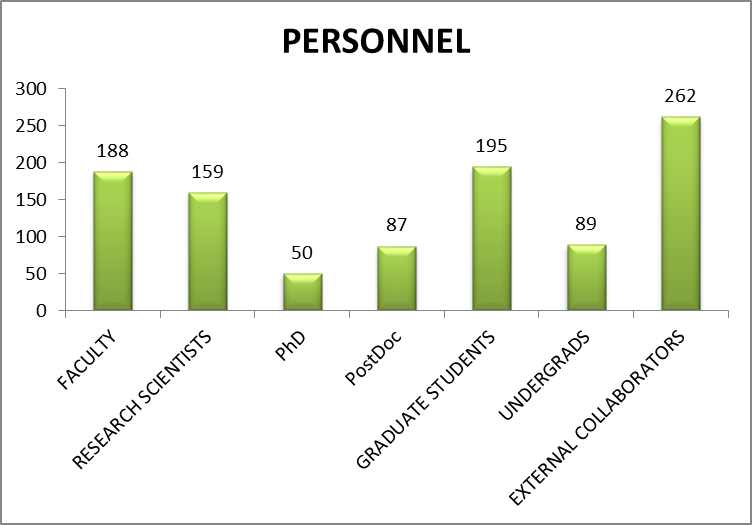 PERSONNEL
300
250
200
150
100
50
0
188
159
50
87
195
89
262
FACULTY
RESEARCH SCIENTISTS
PhD
PostDoc
GRADUATE STUDENTS
UNDERGRADS
EXTERNAL COLLABORATORS